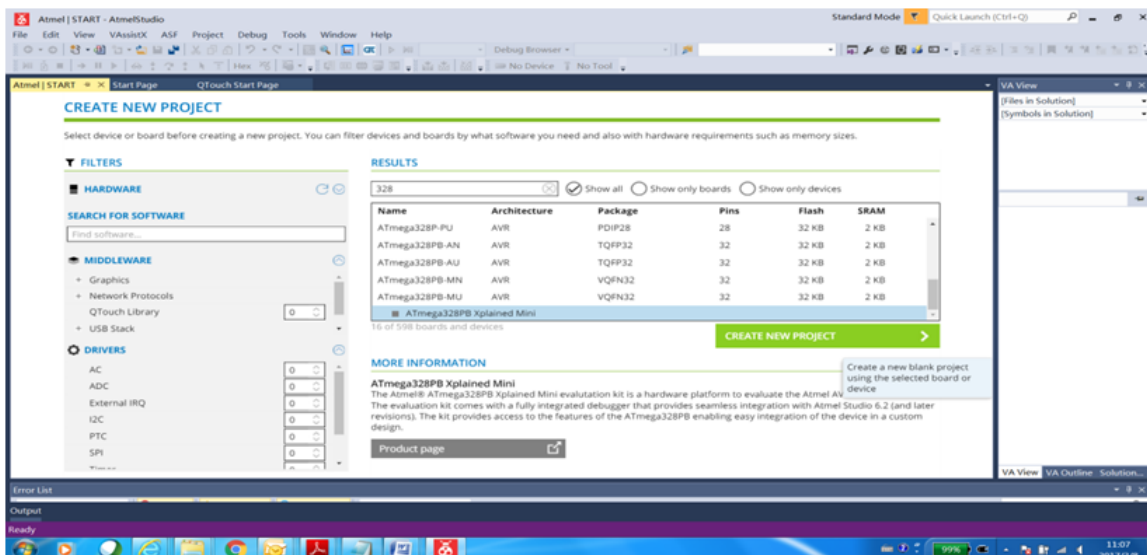 Atmel | START - AtmelStudio
Standard Mode
Quick Launch (Ctrl+Q)
File Edit View VAssistX ASF Project Debug Tools Window Help
Debug Browser
Hex
No Device No Tool
Atmel | START Start Page QTouch Start Page
VA View
[Files in Solution]
[Symbols in Solution]
CREATE NEW PROJECT
Select device or board before creating a new project. You can filter devices and boards by what software you need and also with hardware requirements such as memory sizes.
FILTERS
HARDWARE
SEARCH FOR SOFTWARE
Find software...
MIDDLEWARE
+ Graphics
+ Network Protocols
QTouch Library 0
+ USB Stack
DRIVERS
AC 0
ADC 0
External IRQ 0
I2C 0
PTC 0
SPI 0
RESULTS
328 Show all Show only boards Show only devices
Name Architecture Package Pins Flash SRAM
ATmega328P-PU AVR PDIP28 28 32 KB 2 KB
ATmega328PB-AN AVR TQFP32 32 32 KB 2 KB
ATmega328PB-AU AVR TQFP32 32 32 KB 2 KB
ATmega328PB-MN AVR VQFN32 32 32 KB 2 KB
ATmega328PB-MU AVR VQFN32 32 32 KB 2 KB
ATmega328PB Xplained Mini
16 of 598 boards and devices
CREATE NEW PROJECT
Create a new blank project
using the selected board or
device
MORE INFORMATION
ATmega328PB Xplained Mini
The Atmel® ATmega328PB Xplained Mini evalutation kit is a hardware platform to evaluate the Atmel
The evaluation kit comes with a fully integrated debugger that provides seamless integration with Atmel Studio 6.2 (and later
revisions). The kit provides access to the features of the ATmega328PB enabling easy integration of the device in a custom
design.
Product page
VA View VA Outline Solution...
Error List
Output
Ready
99%
11:07